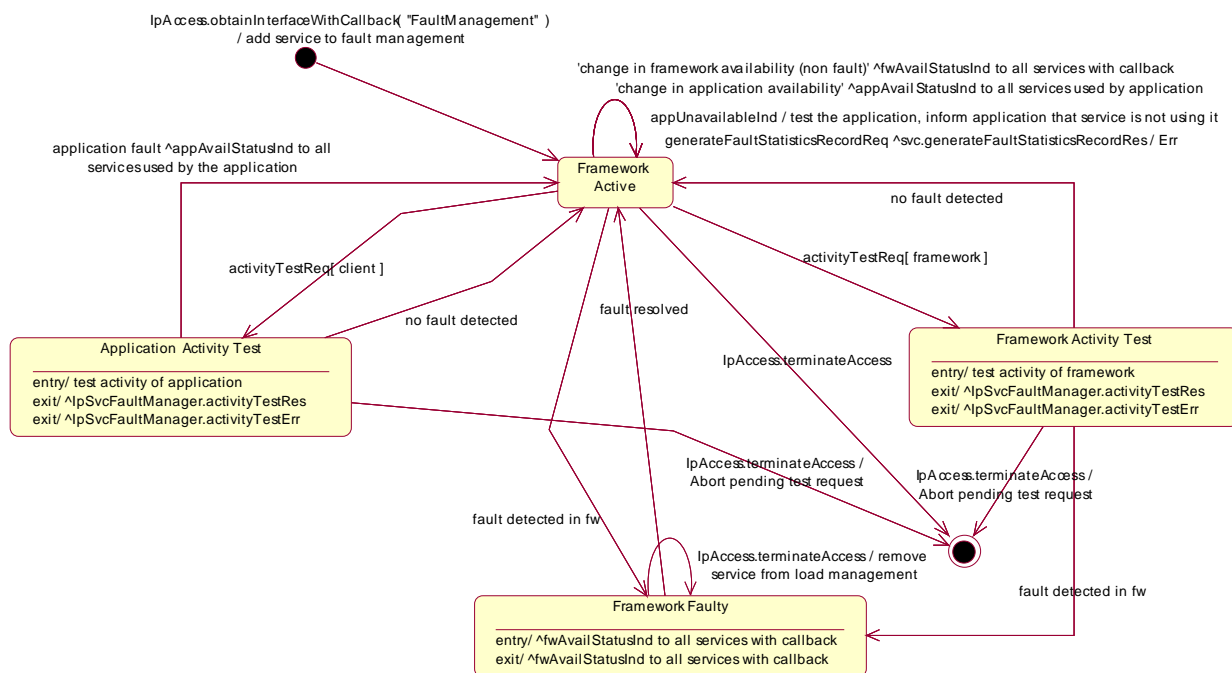 IpAccess.obtainInterfaceWithCallback( "FaultManagement" )
/ add service to fault management
'change in framework availability (non fault)' ^fwAvailStatusInd to all services with callback
'change in application availability' ^appAvailStatusInd to all services used by application
appUnavailableInd / test the application, inform application that service is not using it
generateFaultStatisticsRecordReq ^svc.generateFaultStatisticsRecordRes / Err
application fault ^appAvailStatusInd to all
services used by the application
Framework
Active
no fault detected
activityTestReq[ client ]
activityTestReq[ framework ]
fault resolved
no fault detected
IpAccess.terminateAccess
Application Activity Test
entry/ test activity of application
exit/ ^IpSvcFaultManager.activityTestRes
exit/ ^IpSvcFaultManager.activityTestErr
Framework Activity Test
entry/ test activity of framework
exit/ ^IpSvcFaultManager.activityTestRes
exit/ ^IpSvcFaultManager.activityTestErr
IpAccess.terminateAccess /
Abort pending test request
IpAccess.terminateAccess /
Abort pending test request
fault detected in fw
IpAccess.terminateAccess / remove
service from load management
fault detected in fw
Framework Faulty
entry/ ^fwAvailStatusInd to all services with callback
exit/ ^fwAvailStatusInd to all services with callback